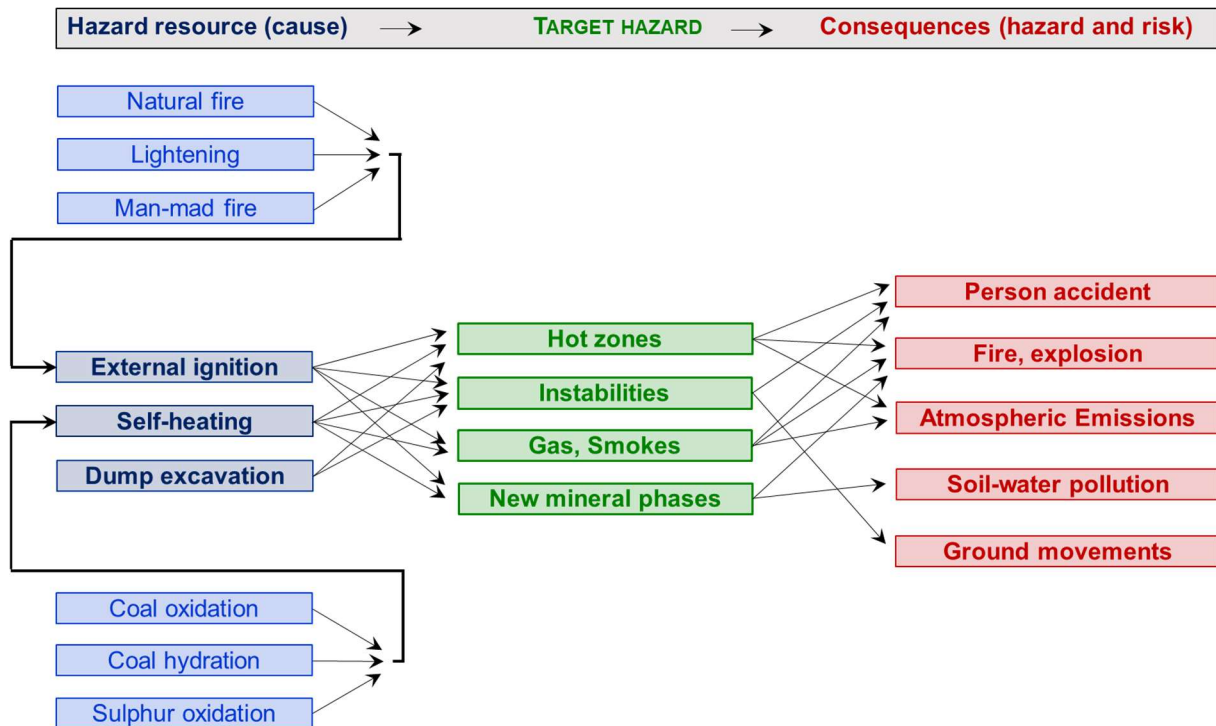 Hazard resource (cause) → TARGET HAZARD → Consequences (hazard and risk)
Natural fire
Lightening
Man-mad fire
External ignition
Self-heating
Dump excavation
Coal oxidation
Coal hydration
Sulphur oxidation
Hot zones
Instabilities
Gas, Smokes
New mineral phases
Person accident
Fire, explosion
Atmospheric Emissions
Soil-water pollution
Ground movements